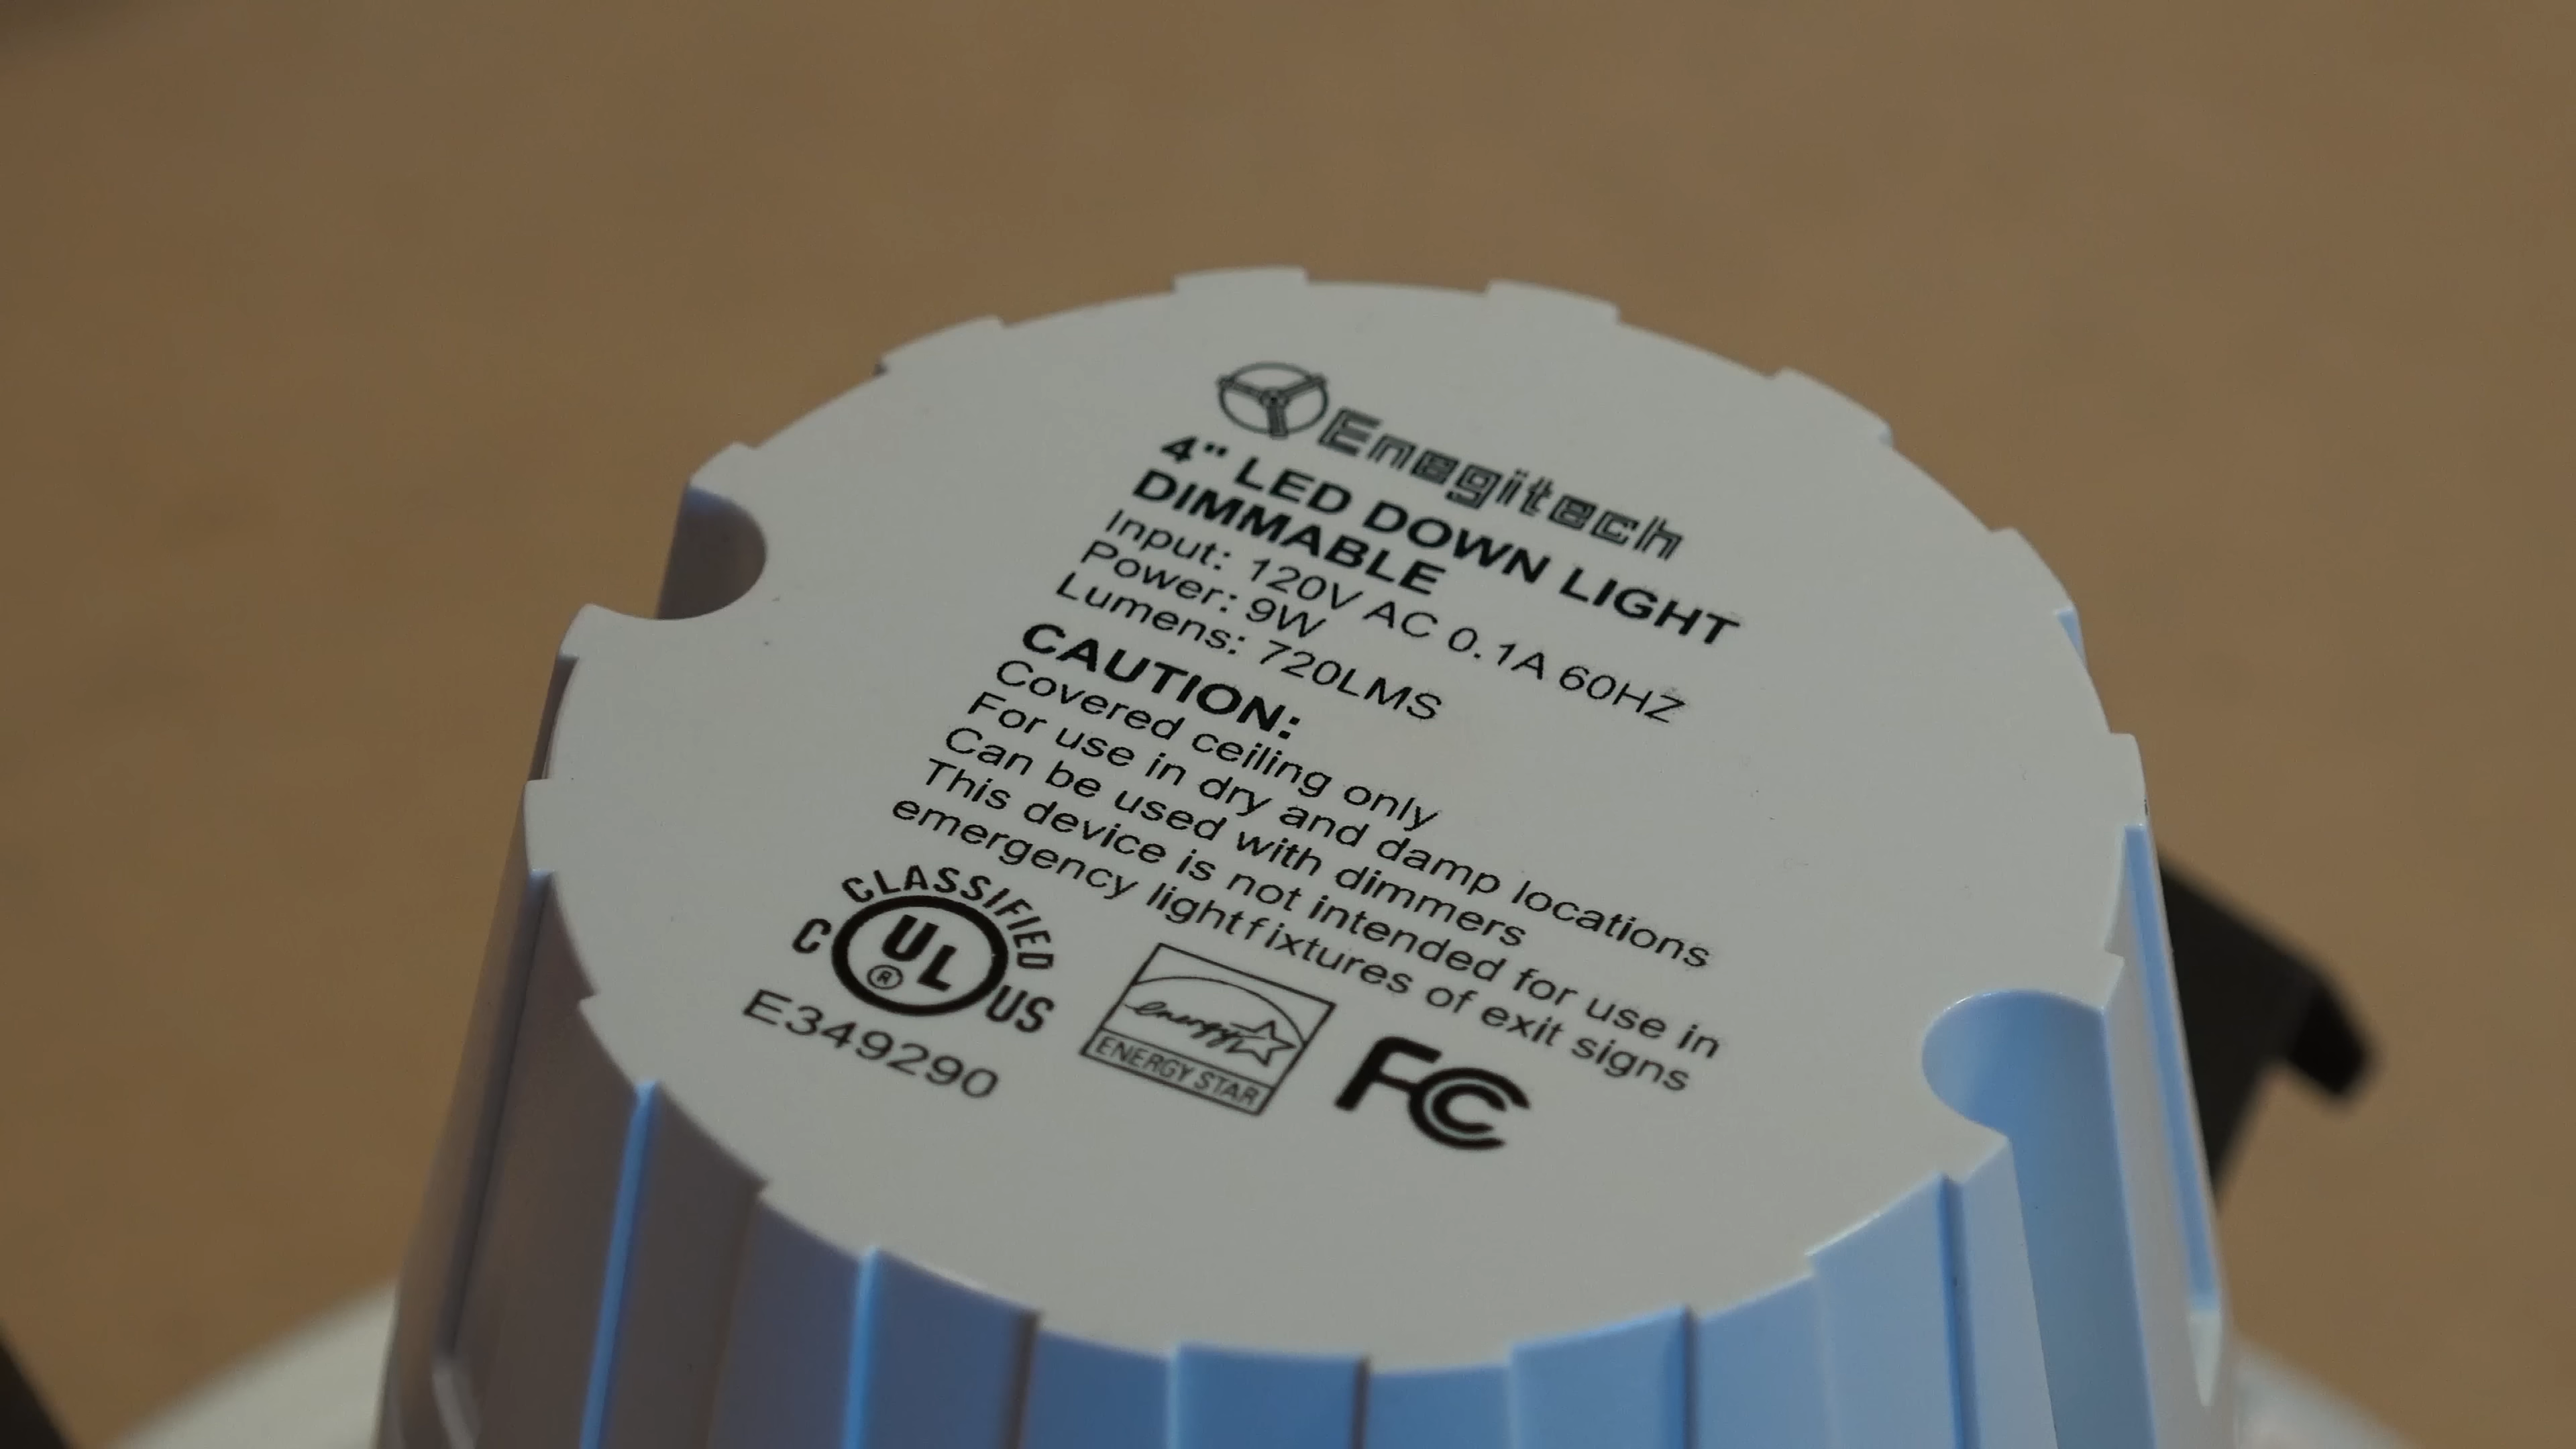 Enegitech
4" LED DOWN LIGHT
DIMMABLE
Input: 120V AC 0.1A 60HZ
Power: 9W
Lumens: 720LMS
CAUTION:
Covered ceiling only
For use in dry and damp locations
Can be used with dimmers
This device is not intended for use in
emergency light fixtures of exit signs
CLASSIFIED
C UL ® US
E349290
energy
ENERGY STAR
FC